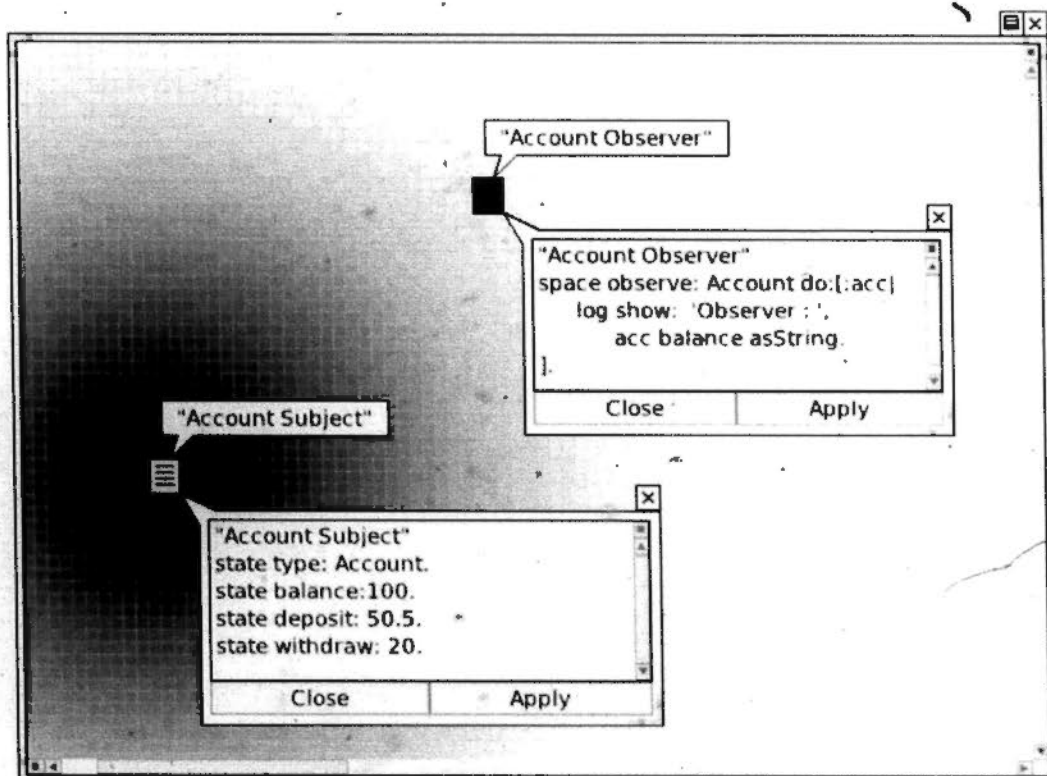 "Account Observer"
"Account Observer"
space observe: Account do:[:acc|
log show: 'Observer : ',
acc balance asString.
].
Close
Apply
"Account Subject"
"Account Subject"
state type: Account.
state balance:100.
state deposit: 50.5.
state withdraw: 20.
Close
Apply